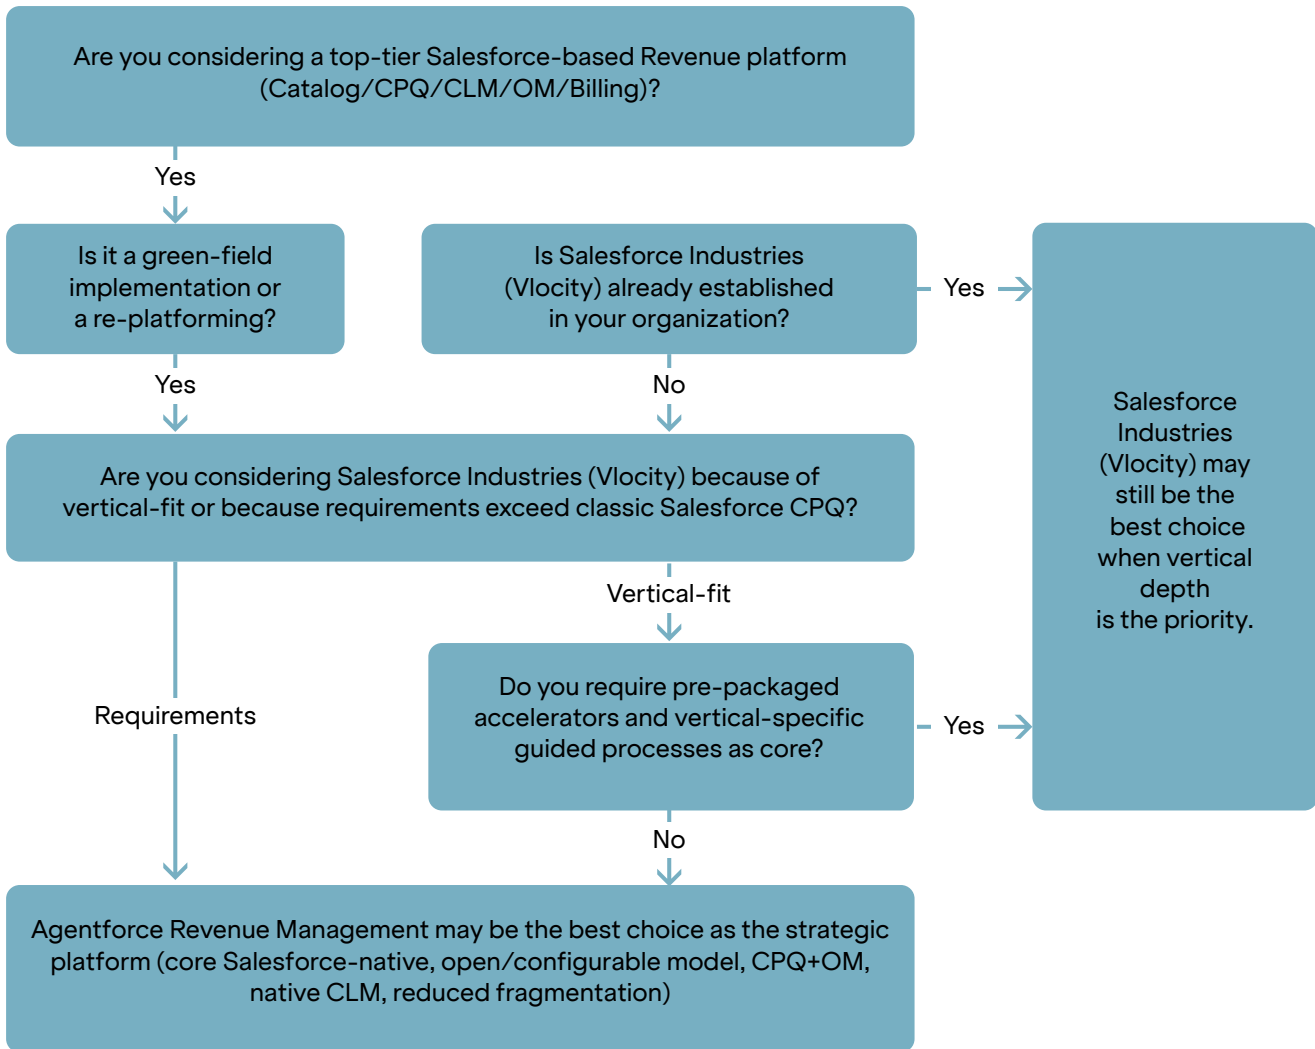 Are you considering a top-tier Salesforce-based Revenue platform
(Catalog/CPQ/CLM/OM/Billing)?
Yes
Is it a green-field
implementation or
a re-platforming?
Is Salesforce Industries
(Vlocity) already established
in your organization?
Yes
Yes
No
Salesforce
Industries
(Vlocity) may
still be the
best choice
when vertical
depth
is the priority.
Are you considering Salesforce Industries (Vlocity) because of
vertical-fit or because requirements exceed classic Salesforce CPQ?
Vertical-fit
Requirements
Do you require pre-packaged
accelerators and vertical-specific
guided processes as core?
Yes
No
Agentforce Revenue Management may be the best choice as the strategic
platform (core Salesforce-native, open/configurable model, CPQ+OM,
native CLM, reduced fragmentation)